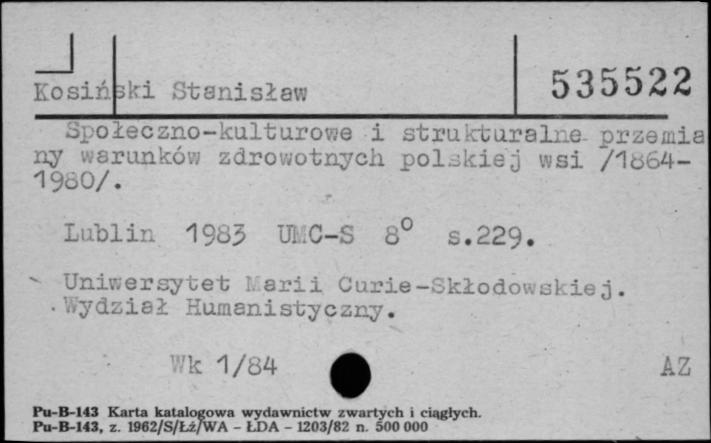 Kosiński Stanisław 535522
Społeczno-kulturowe i strukturalne przemia
ny warunków zdrowotnych polskiej wsi /1864-
1980/.
Lublin 1983 UMC-S 8° s.229.
Uniwersytet Marii Curie-Skłodowskiej.
Wydział Humanistyczny.
Wk 1/84 AZ
Pu-B-143 Karta katalogowa wydawnictw zwartych i ciągłych.
Pu-B-143, z. 1962/S/Łż/WA - ŁDA - 1203/82 n. 500 000